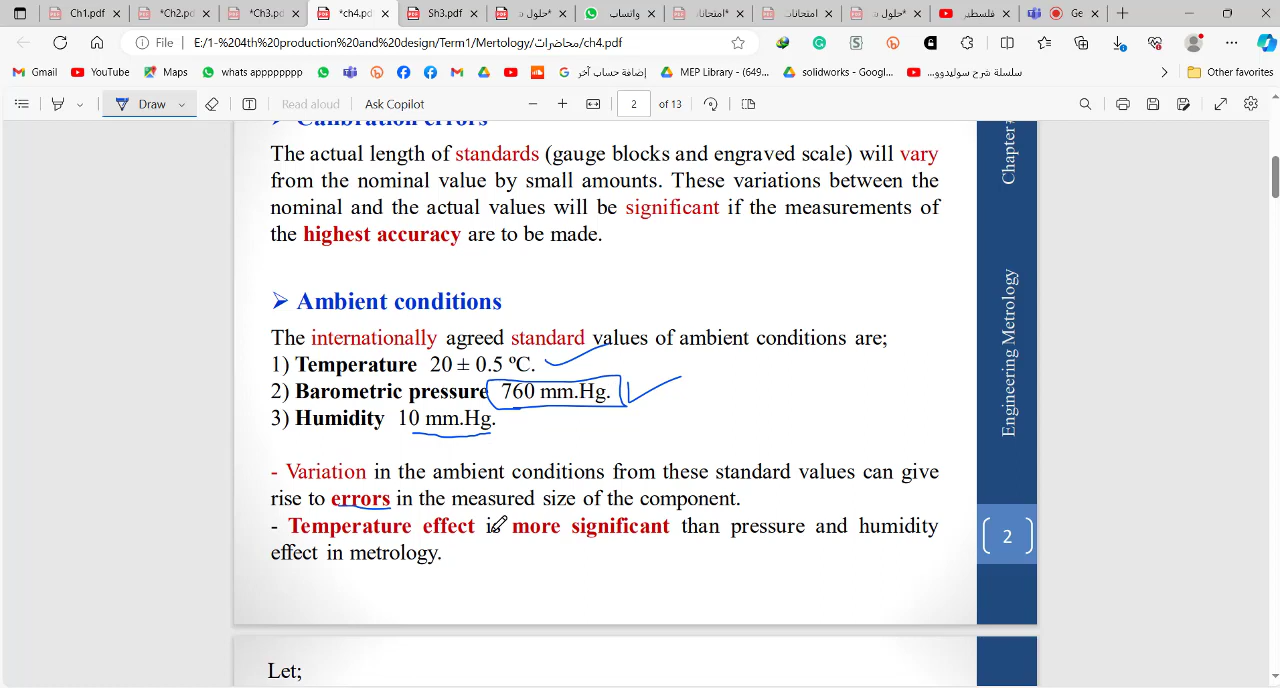 Ch1.pdf
*Ch2.pd
*Ch3.pd
*ch4.pd
Sh3.pdf
*حلول ش
واتساب
*امتحانات
امتحانات
*حلول ش
فلسطين
Ge
File
E:/1-%204th%20production%20and%20design/Term1/Metrology/محاضرات/ch4.pdf
Gmail
YouTube
Maps
whats appppppp
إضافة حساب آخر
MEP Library - (649...
solidworks - Googl...
سلسلة شرح سوليدوو...
Other favorites
Draw
Read aloud
Ask Copilot
2
of 13
Calibration errors
The actual length of standards (gauge blocks and engraved scale) will vary
from the nominal value by small amounts. These variations between the
nominal and the actual values will be significant if the measurements of
the highest accuracy are to be made.
Ambient conditions
The internationally agreed standard values of ambient conditions are;
1) Temperature 20 ± 0.5 ºC.
2) Barometric pressure 760 mm.Hg.
3) Humidity 10 mm.Hg.
- Variation in the ambient conditions from these standard values can give
rise to errors in the measured size of the component.
- Temperature effect is more significant than pressure and humidity
effect in metrology.
Engineering Metrology
Chapter
2
Let;